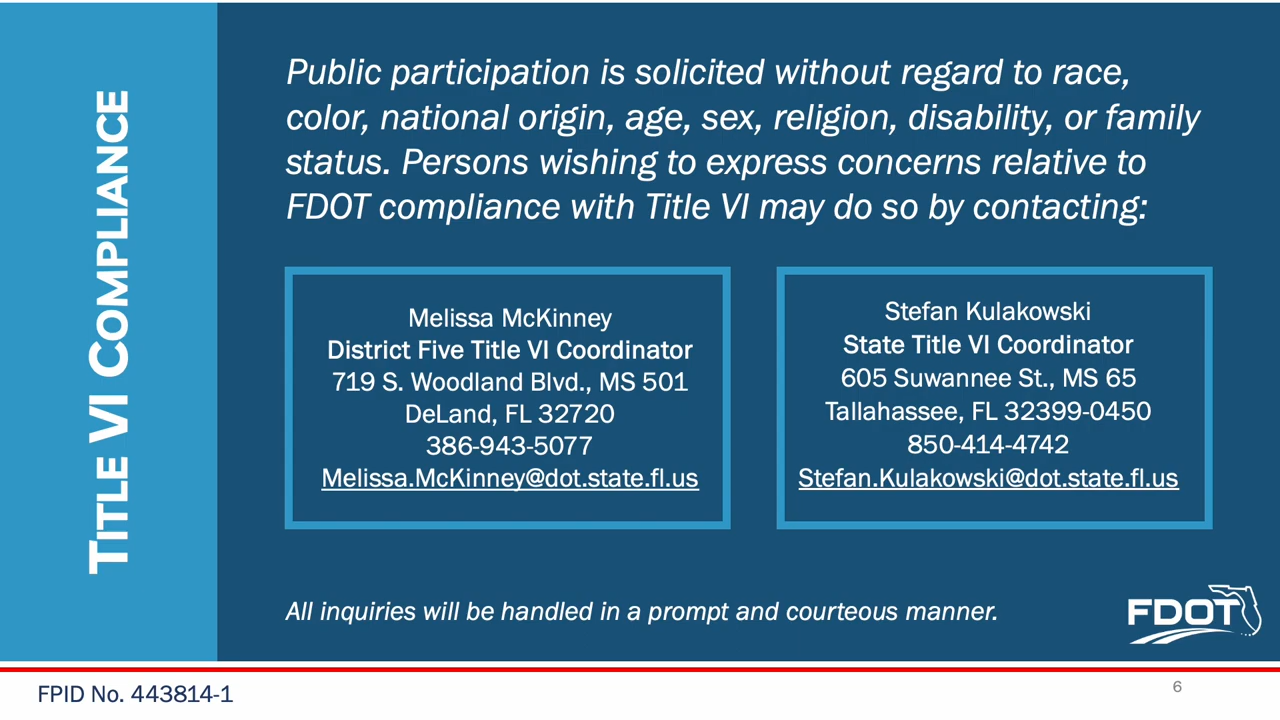 TITLE VI COMPLIANCE
Public participation is solicited without regard to race,
color, national origin, age, sex, religion, disability, or family
status. Persons wishing to express concerns relative to
FDOT compliance with Title VI may do so by contacting:
Melissa McKinney
District Five Title VI Coordinator
719 S. Woodland Blvd., MS 501
DeLand, FL 32720
386-943-5077
Melissa.McKinney@dot.state.fl.us
Stefan Kulakowski
State Title VI Coordinator
605 Suwannee St., MS 65
Tallahassee, FL 32399-0450
850-414-4742
Stefan.Kulakowski@dot.state.fl.us
All inquiries will be handled in a prompt and courteous manner.
FDOT
FPID No. 443814-1
6